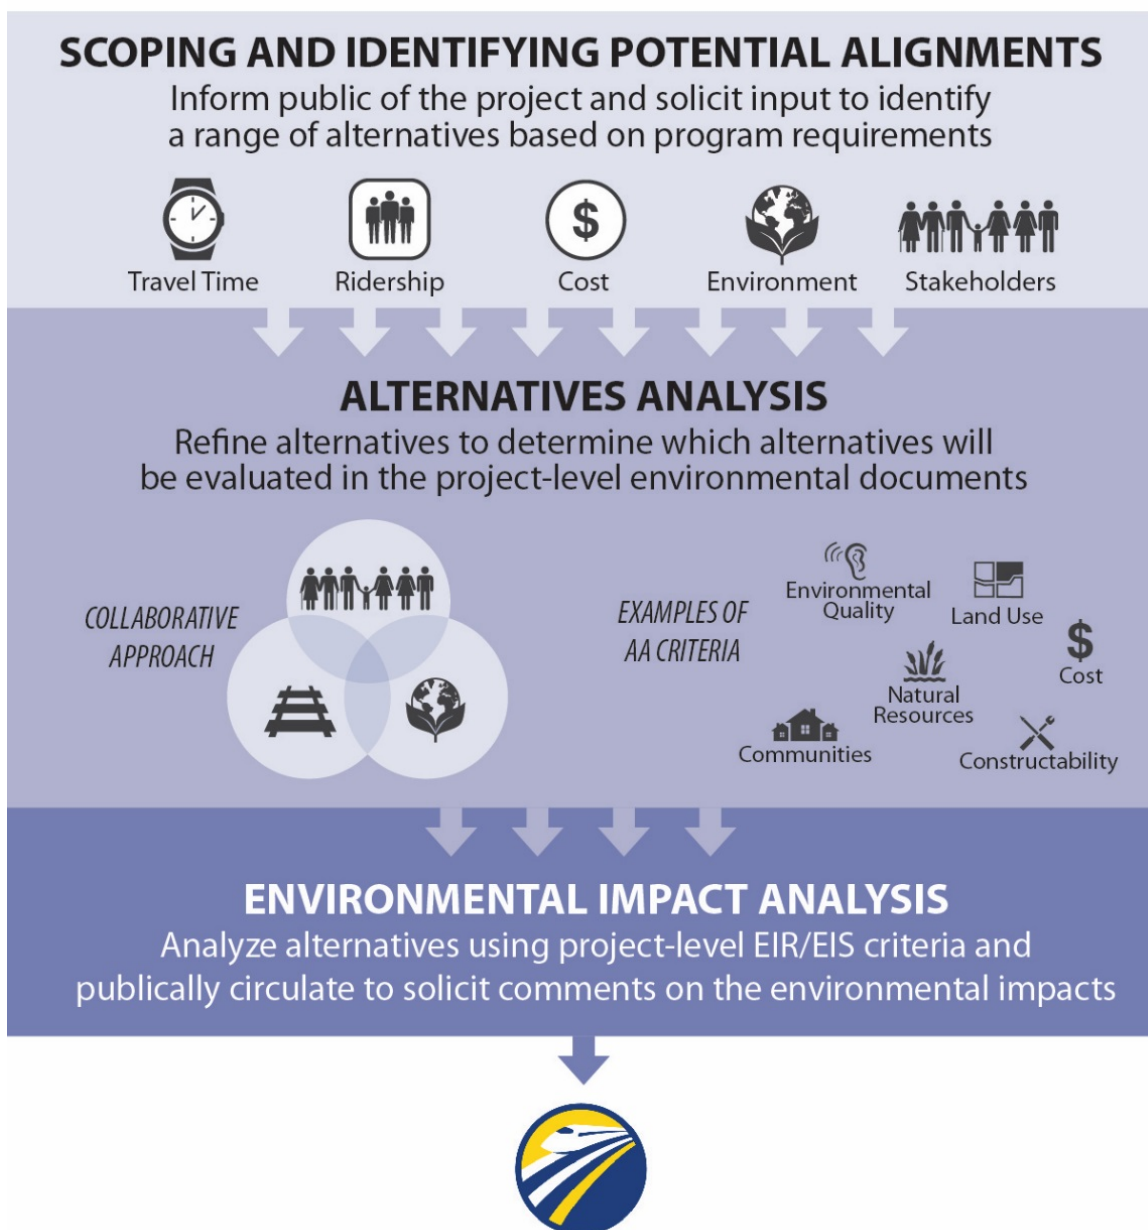 SCOPING AND IDENTIFYING POTENTIAL ALIGNMENTS
Inform public of the project and solicit input to identify
a range of alternatives based on program requirements
$
Travel Time
Ridership
Cost
Environment
Stakeholders
ALTERNATIVES ANALYSIS
Refine alternatives to determine which alternatives will
be evaluated in the project-level environmental documents
COLLABORATIVE
APPROACH
EXAMPLES OF
AA CRITERIA
Environmental
Quality
Land Use
$
Cost
Natural
Resources
Communities
Constructability
ENVIRONMENTAL IMPACT ANALYSIS
Analyze alternatives using project-level EIR/EIS criteria and
publically circulate to solicit comments on the environmental impacts